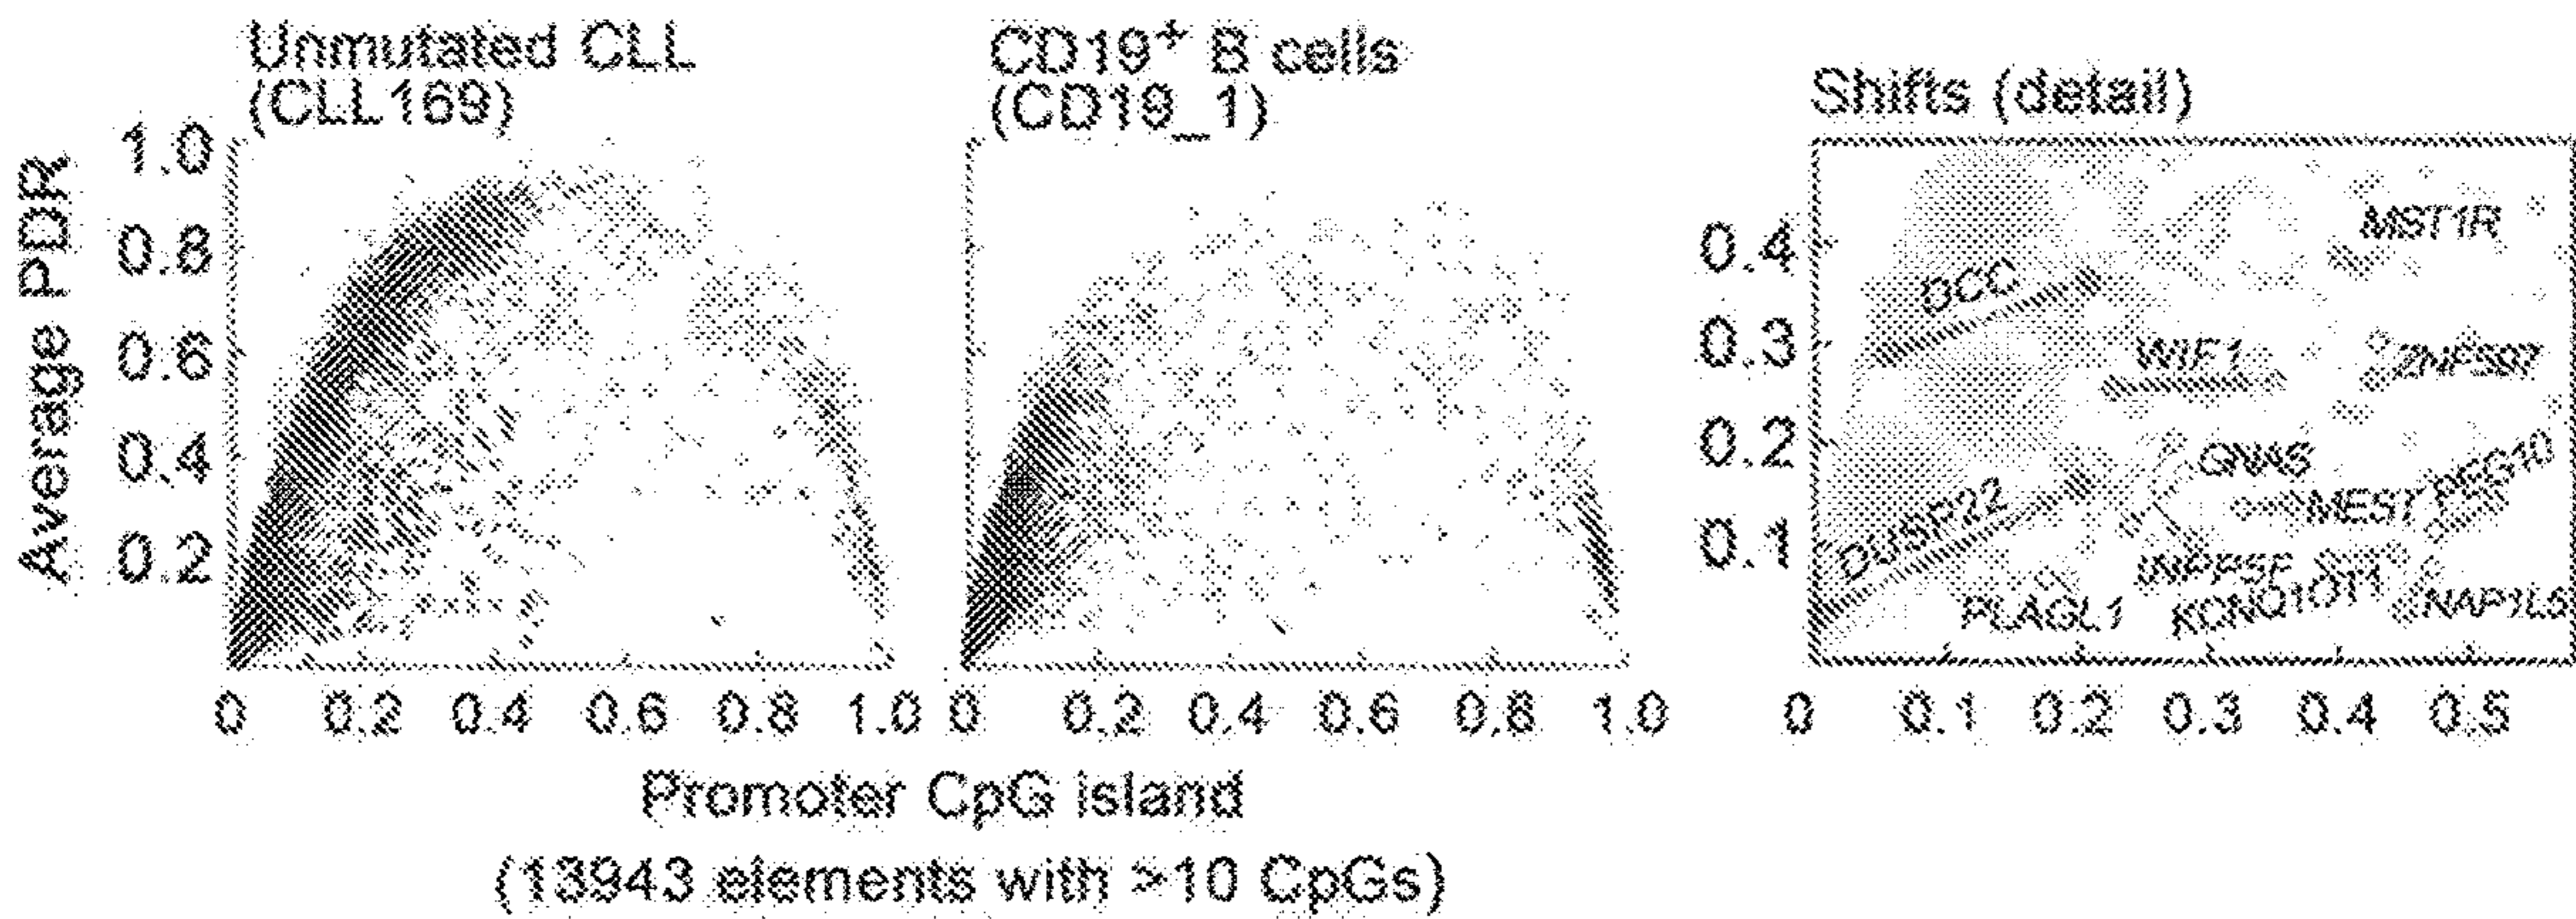 Unmutated CLL
(CLL169)
CD19+ B cells
(CD19_1)
Shifts (detail)
Average PDR
1.0
0.8
0.6
0.4
0.2
0 0.2 0.4 0.6 0.8 1.0
0 0.2 0.4 0.6 0.8 1.0
0.4
0.3
0.2
0.1
0 0.1 0.2 0.3 0.4 0.5
MST1R
DCC
WIF1
GNAS
PEG10
MEST
DUSP22
INPP5F
PLAGL1
KCNQ1OT1
NAP1L5
Promoter CpG island
(13943 elements with >10 CpGs)